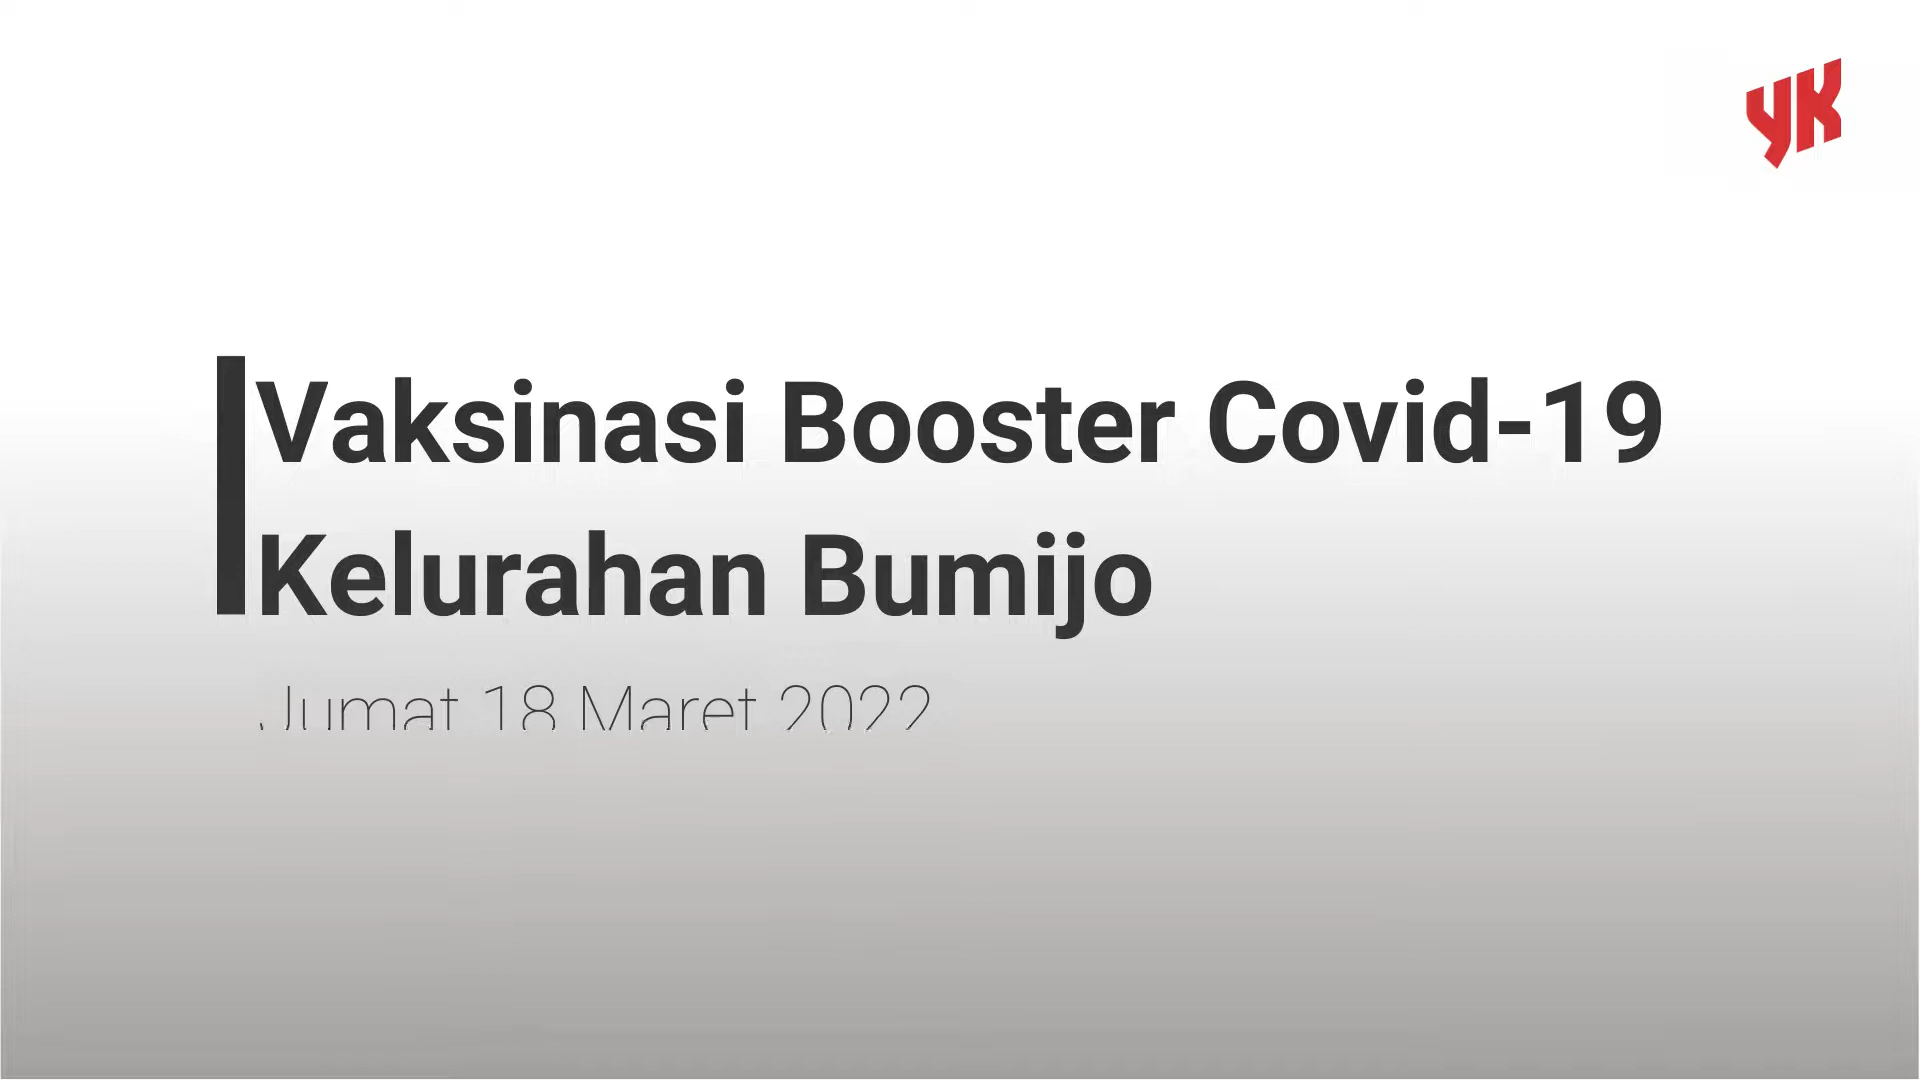 YK
Vaksinasi Booster Covid-19
Kelurahan Bumijo
Jumat 18 Maret 2022